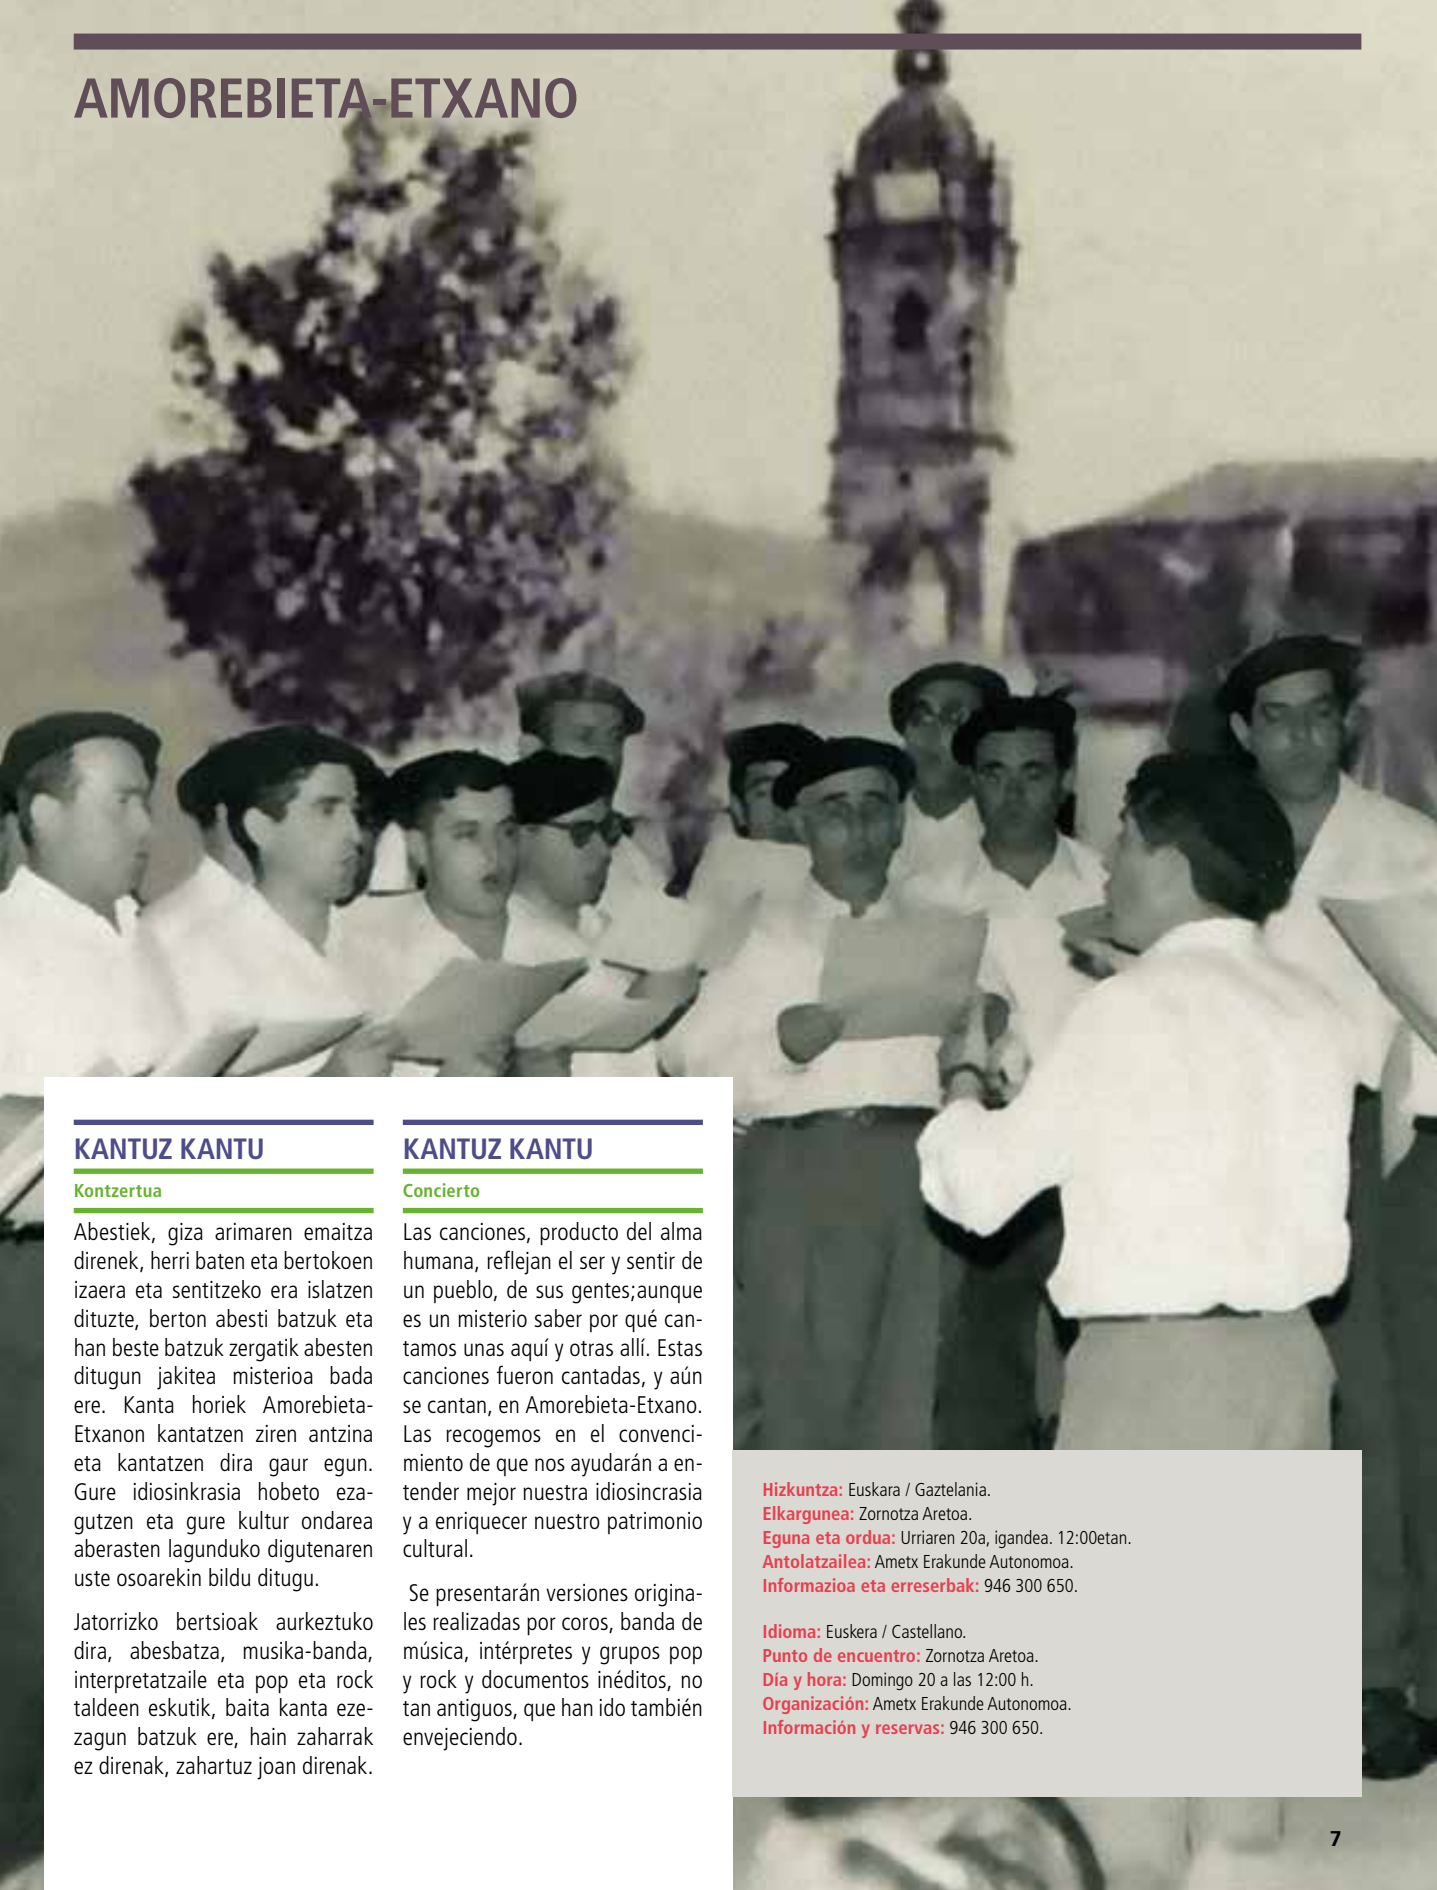 AMOREBIETA-ETXANO
KANTUZ KANTU
Kontzertua
Abestiek, giza arimaren emaitza
direnek, herri baten eta bertokoen
izaera eta sentitzeko era islatzen
dituzte, berton abesti batzuk eta
han beste batzuk zergatik abesten
ditugun jakitea misterioa bada
ere. Kanta horiek Amorebieta-
Etxanon kantatzen ziren antzina
eta kantatzen dira gaur egun.
Gure idiosinkrasia hobeto eza-
gutzen eta gure kultur ondarea
aberasten lagunduko digutenaren
uste osoarekin bildu ditugu.
Jatorrizko bertsioak aurkeztuko
dira, abesbatza, musika-banda,
interpretatzaile eta pop eta rock
taldeen eskutik, baita kanta eze-
zagun batzuk ere, hain zaharrak
ez direnak, zahartuz joan direnak.
KANTUZ KANTU
Concierto
Las canciones, producto del alma
humana, reflejan el ser y sentir de
un pueblo, de sus gentes;aunque
es un misterio saber por qué can-
tamos unas aquí y otras allí. Estas
canciones fueron cantadas, y aún
se cantan, en Amorebieta-Etxano.
Las recogemos en el convenci-
miento de que nos ayudarán a en-
tender mejor nuestra idiosincrasia
y a enriquecer nuestro patrimonio
cultural.
Se presentarán versiones origina-
les realizadas por coros, banda de
música, intérpretes y grupos pop
y rock y documentos inéditos, no
tan antiguos, que han ido también
envejeciendo.
Hizkuntza: Euskara / Gaztelania.
Elkargunea: Zornotza Aretoa.
Eguna eta ordua: Urriaren 20a, igandea. 12:00etan.
Antolatzailea: Ametx Erakunde Autonomoa.
Informazioa eta erreserbak: 946 300 650.
Idioma: Euskera / Castellano.
Punto de encuentro: Zornotza Aretoa.
Día y hora: Domingo 20 a las 12:00 h.
Organización: Ametx Erakunde Autonomoa.
Información y reservas: 946 300 650.
7